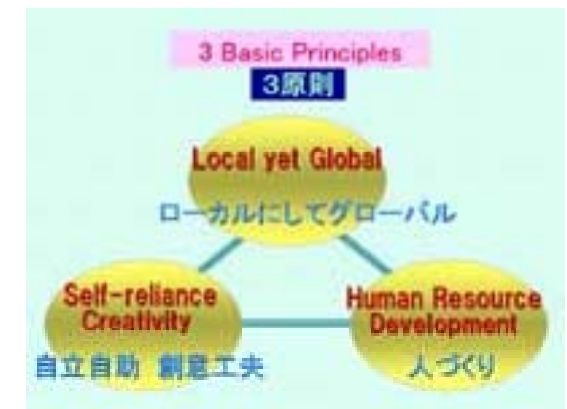 3 Basic Principles
3原則
Local yet Global
ローカルにしてグローバル
Self-reliance
Creativity
自立自助 創意工夫
Human Resource
Development
人づくり